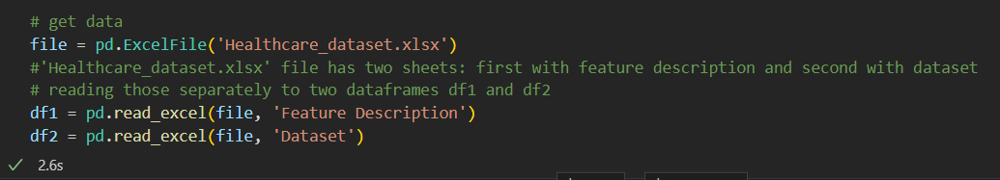 # get data
file = pd.ExcelFile('Healthcare_dataset.xlsx')
#'Healthcare_dataset.xlsx' file has two sheets: first with feature description and second with dataset
# reading those separately to two dataframes df1 and df2
df1 = pd.read_excel(file, 'Feature Description')
df2 = pd.read_excel(file, 'Dataset')
✓ 2.6s